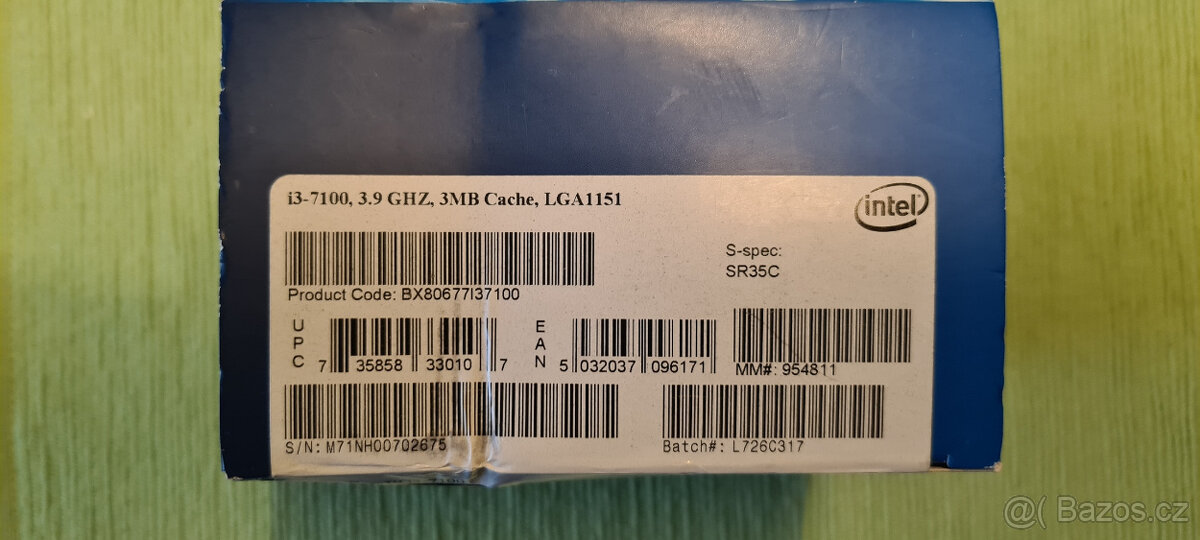 i3-7100, 3.9 GHZ, 3MB Cache, LGA1151
intel
S-spec:
SR35C
Product Code: BX80677I37100
UPC 7 35858 33010 7
EAN 5 032037 096171
MM#: 954811
S/N: M71NH00702675
Batch#: L726C317
7100
@( Bazos.cz